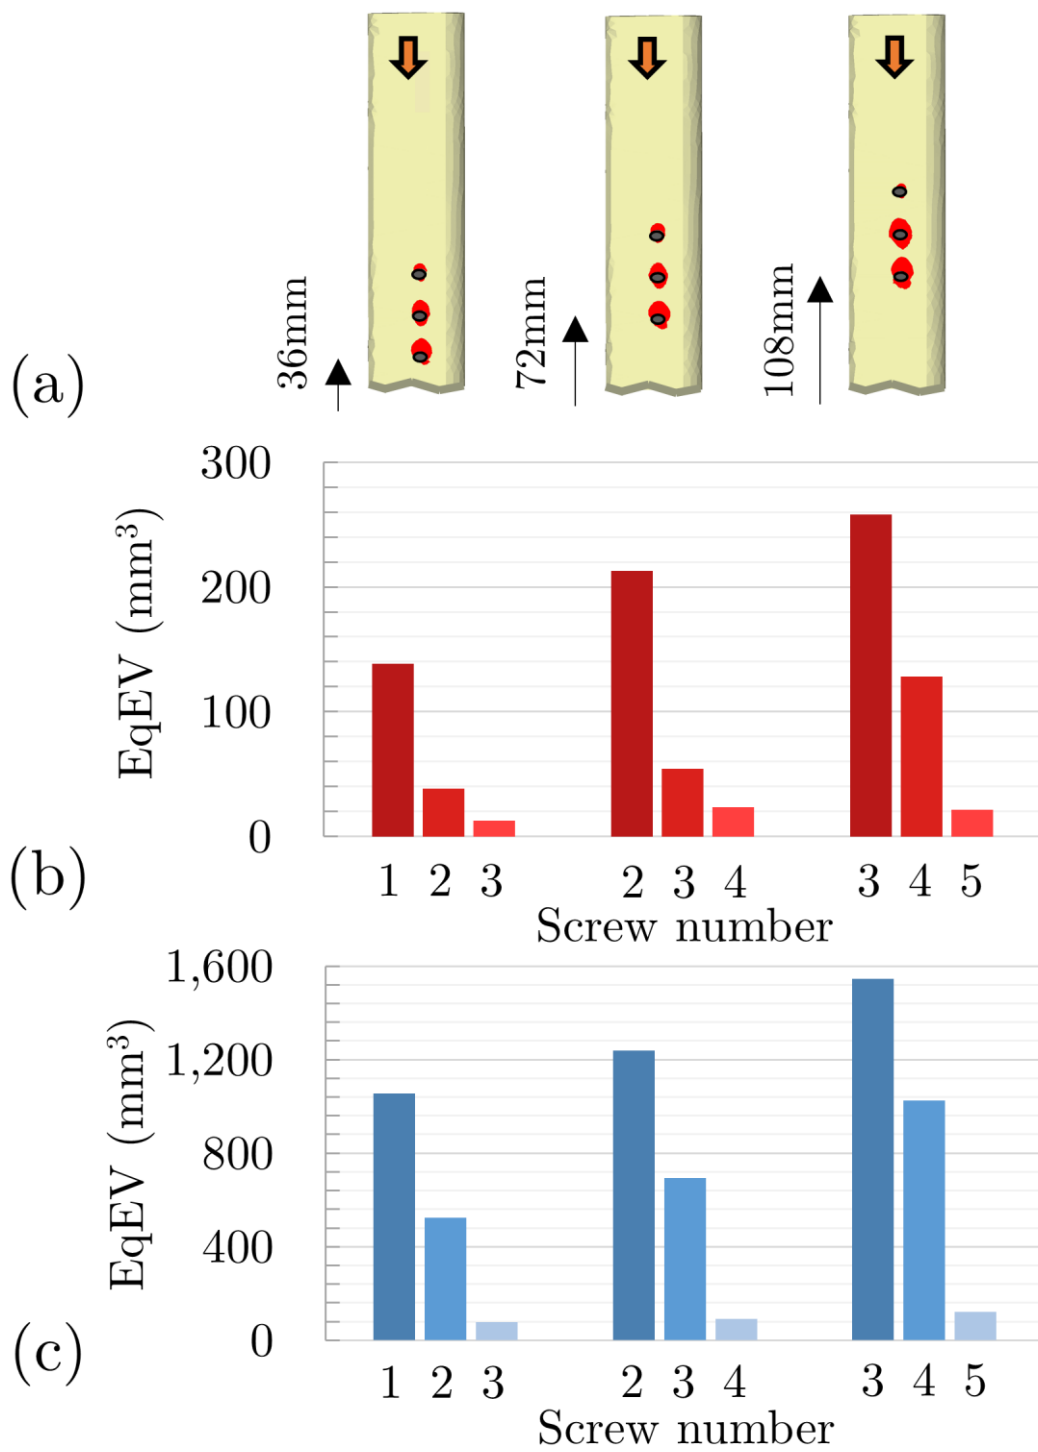 36mm
72mm
108mm
(a)
300
200
100
0
EqEV (mm³)
(b)
1 2 3 2 3 4 3 4 5
Screw number
1,600
1,200
800
400
0
EqEV (mm³)
(c)
1 2 3 2 3 4 3 4 5
Screw number